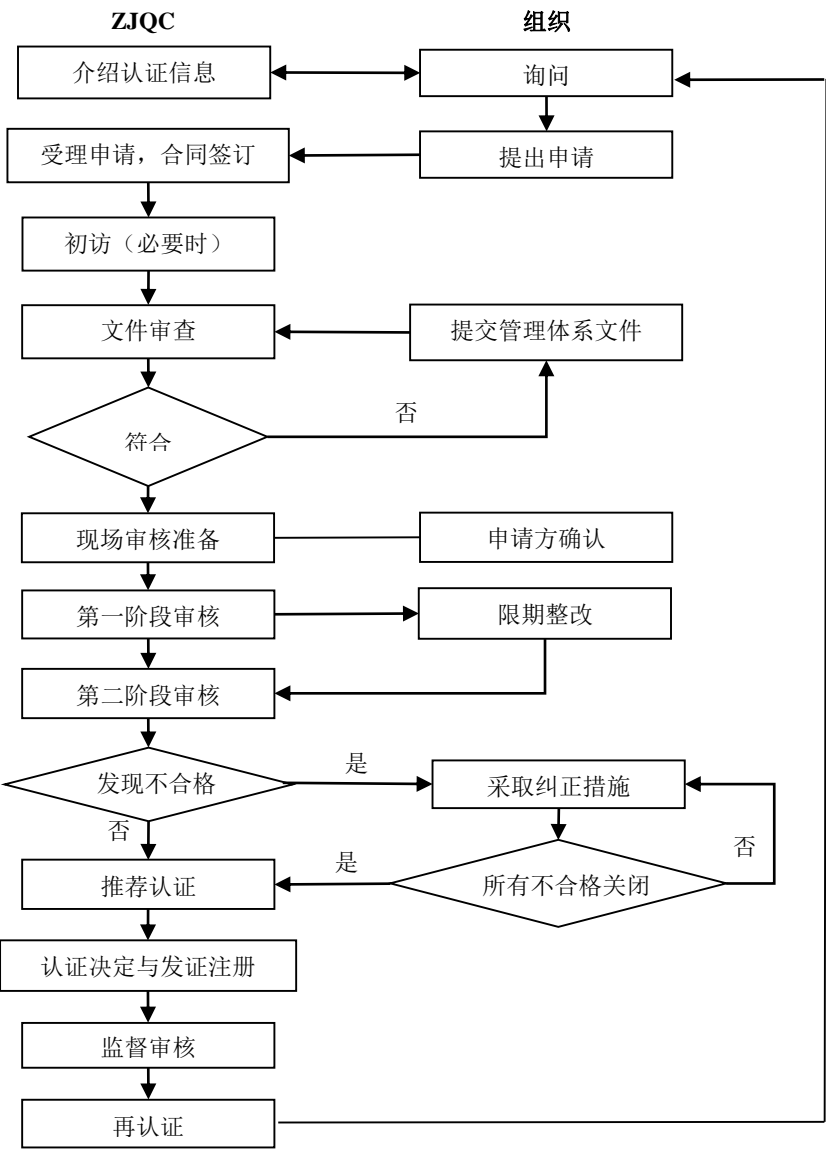 ZJQC
组织
介绍认证信息
询问
受理申请，合同签订
提出申请
初访（必要时）
文件审查
提交管理体系文件
否
符合
现场审核准备
申请方确认
第一阶段审核
限期整改
第二阶段审核
是
发现不合格
采取纠正措施
否
否
是
推荐认证
所有不合格关闭
认证决定与发证注册
监督审核
再认证